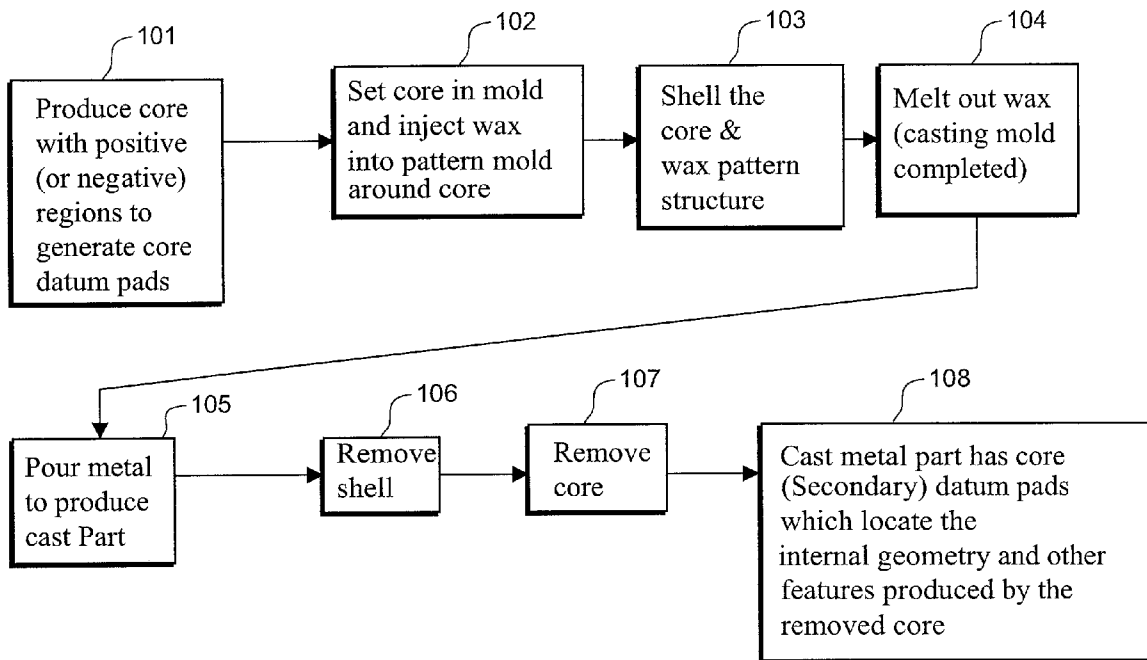 101
Produce core
with positive
(or negative)
regions to
generate core
datum pads
102
Set core in mold
and inject wax
into pattern mold
around core
103
Shell the
core &
wax pattern
structure
104
Melt out wax
(casting mold
completed)
105
Pour metal
to produce
cast Part
106
Remove
shell
107
Remove
core
108
Cast metal part has core
(Secondary) datum pads
which locate the
internal geometry and other
features produced by the
removed core